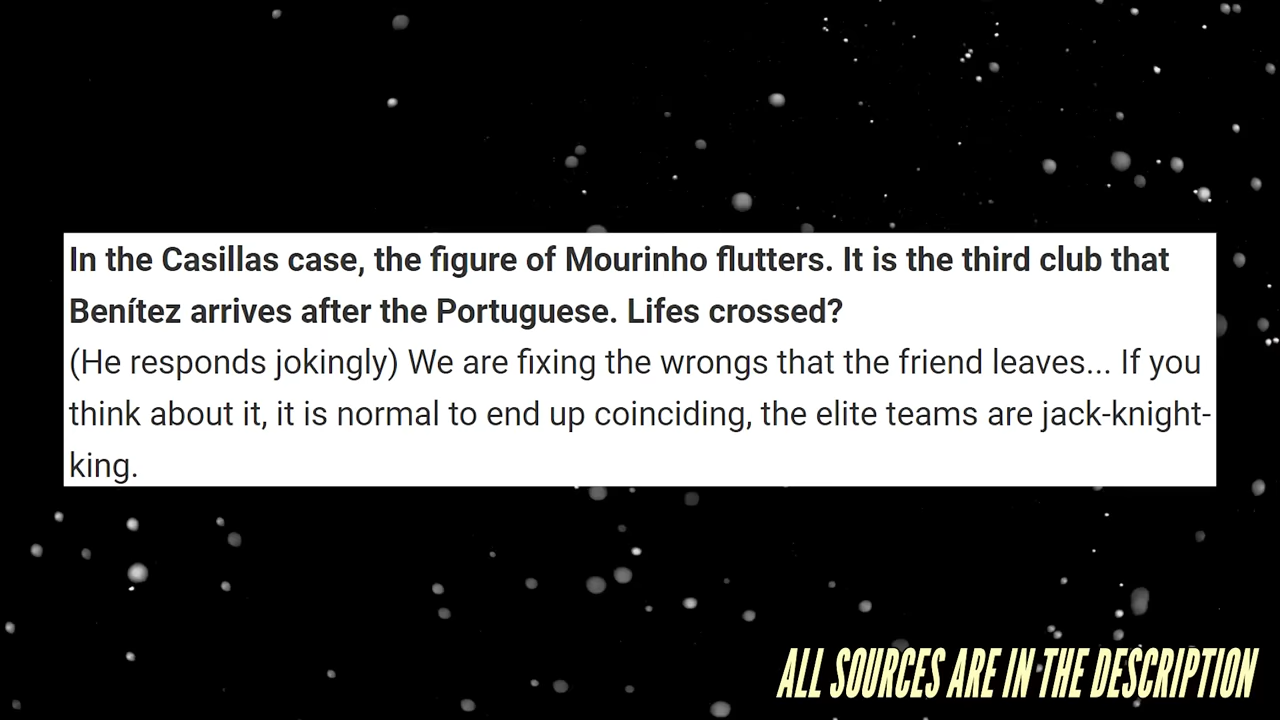 In the Casillas case, the figure of Mourinho flutters. It is the third club that
Benítez arrives after the Portuguese. Lifes crossed?
(He responds jokingly) We are fixing the wrongs that the friend leaves... If you
think about it, it is normal to end up coinciding, the elite teams are jack-knight-
king.
ALL SOURCES ARE IN THE DESCRIPTION